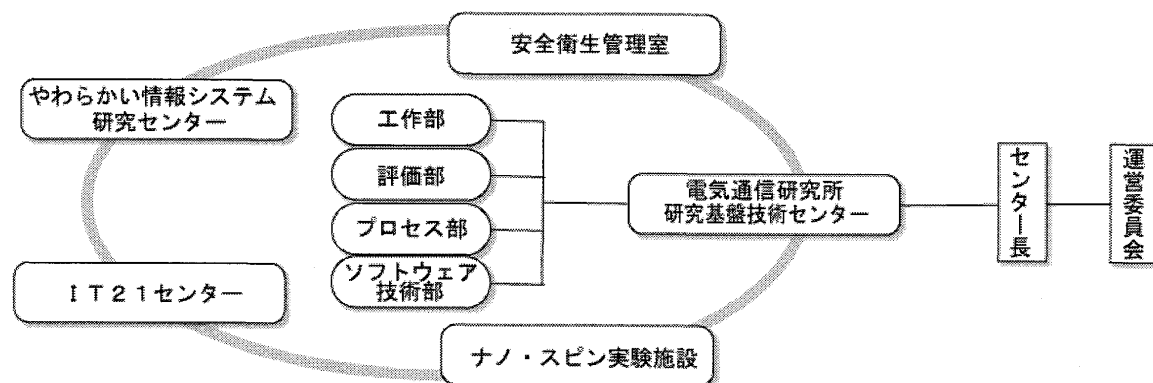 安全衛生管理室
やわらかい情報システム
研究センター
工作部
評価部
プロセス部
ソフトウェア
技術部
電気通信研究所
研究基盤技術センター
センター長
運営委員会
ＩＴ２１センター
ナノ・スピン実験施設